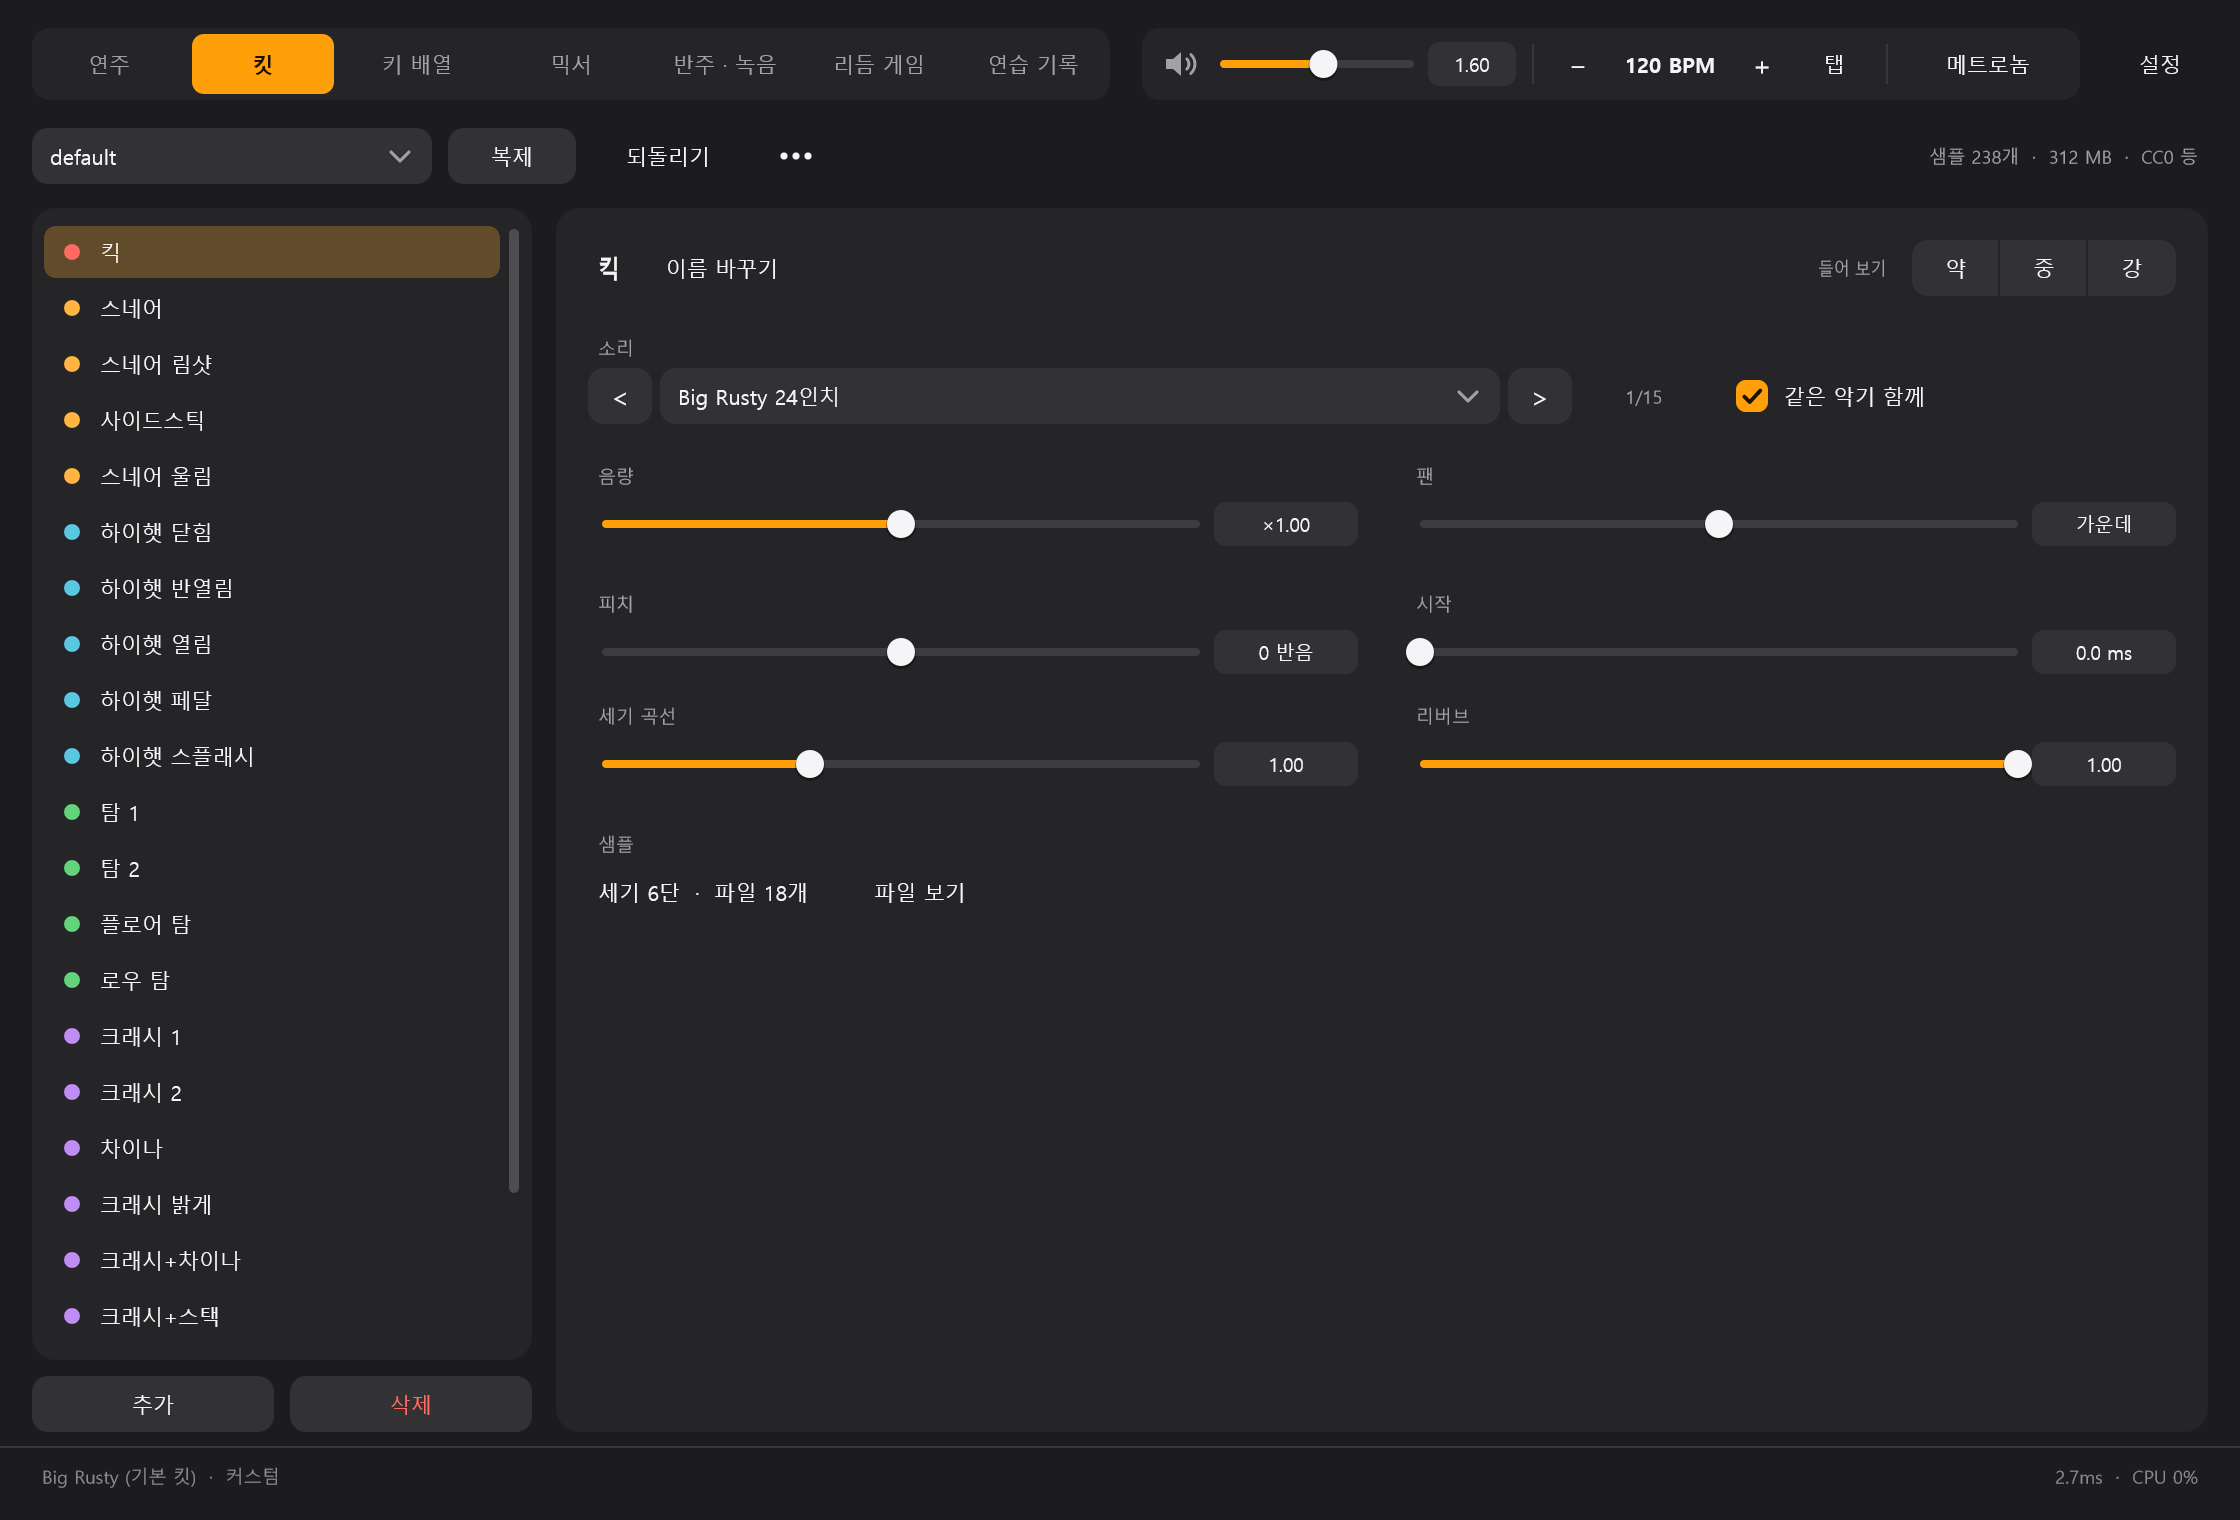 연주 킷 키 배열 믹서 반주 · 녹음 리듬 게임 연습 기록 1.60 − 120 BPM + 탭 메트로놈 설정
default 복제 되돌리기 ••• 샘플 238개 · 312 MB · CC0 등
킥
스네어
스네어 림샷
사이드스틱
스네어 울림
하이햇 닫힘
하이햇 반열림
하이햇 열림
하이햇 페달
하이햇 스플래시
탐 1
탐 2
플로어 탐
로우 탐
크래시 1
크래시 2
차이나
크래시 밝게
크래시+차이나
크래시+스택
추가 삭제
킥 이름 바꾸기 들어 보기 약 중 강
소리
< Big Rusty 24인치 > 1/15 같은 악기 함께
음량 팬
×1.00 가운데
피치 시작
0 반음 0.0 ms
세기 곡선 리버브
1.00 1.00
샘플
세기 6단 · 파일 18개 파일 보기
Big Rusty (기본 킷) · 커스텀 2.7ms · CPU 0%